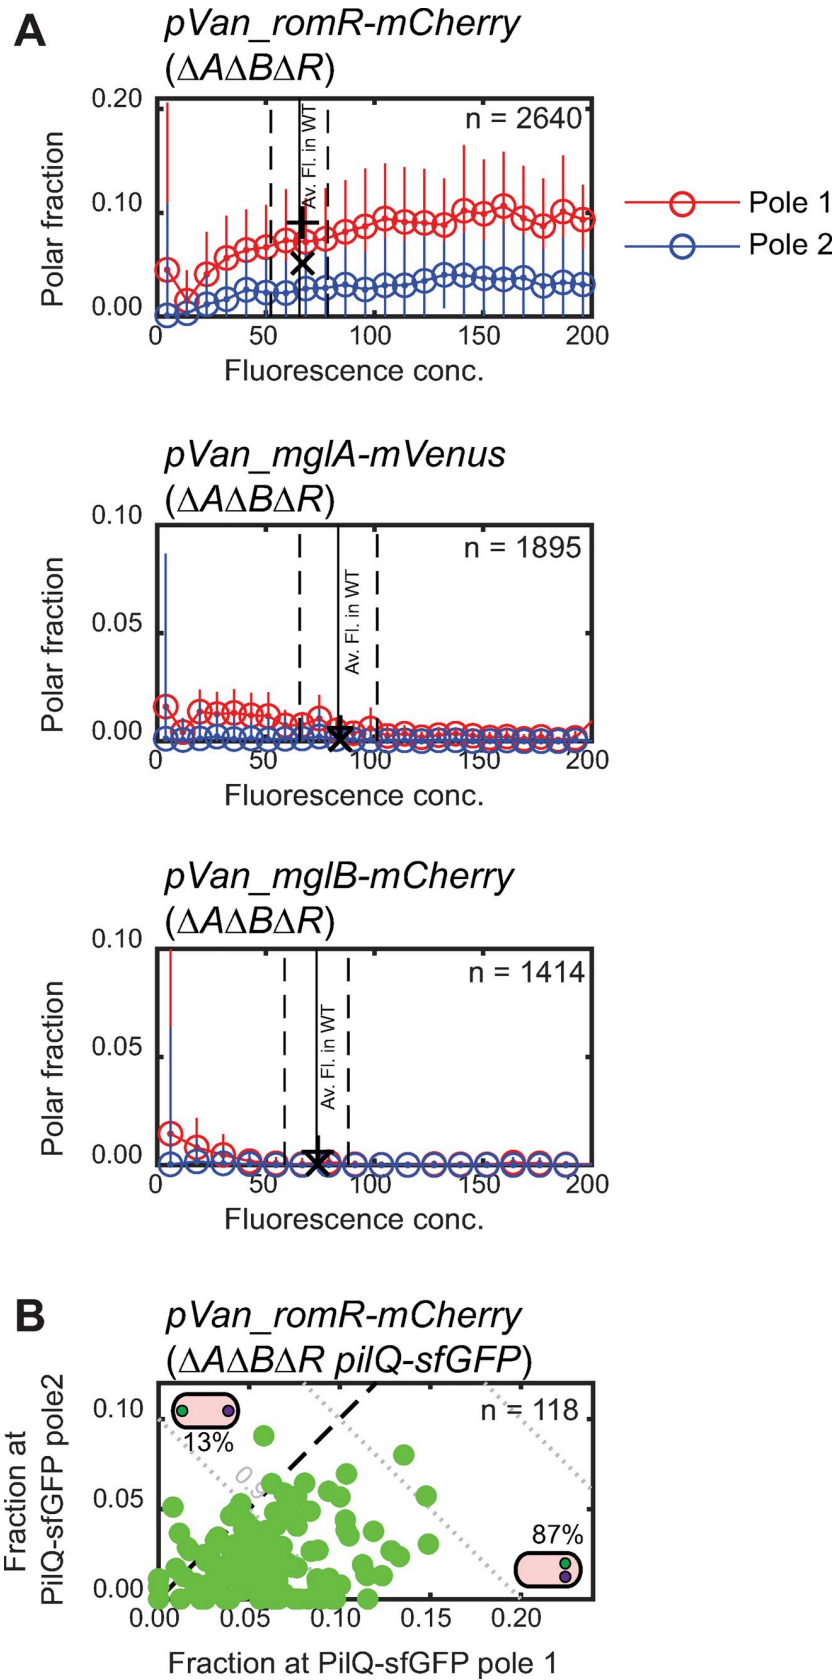 A
pVan_romR-mCherry
(ΔAΔBΔR)
0.20
0.10
0.00
Polar fraction
Av. Fl. in WT
n = 2640
0 50 100 150 200
Fluorescence conc.
Pole 1
Pole 2
pVan_mglA-mVenus
(ΔAΔBΔR)
0.10
0.05
0.00
Polar fraction
Av. Fl. in WT
n = 1895
0 50 100 150 200
Fluorescence conc.
pVan_mglB-mCherry
(ΔAΔBΔR)
0.10
0.05
0.00
Polar fraction
Av. Fl. in WT
n = 1414
0 50 100 150 200
Fluorescence conc.
B
pVan_romR-mCherry
(ΔAΔBΔR pilQ-sfGFP)
Fraction at
PilQ-sfGFP pole2
0.10
0.05
0.00
13%
n = 118
87%
0.00 0.05 0.10 0.15 0.20
Fraction at PilQ-sfGFP pole 1